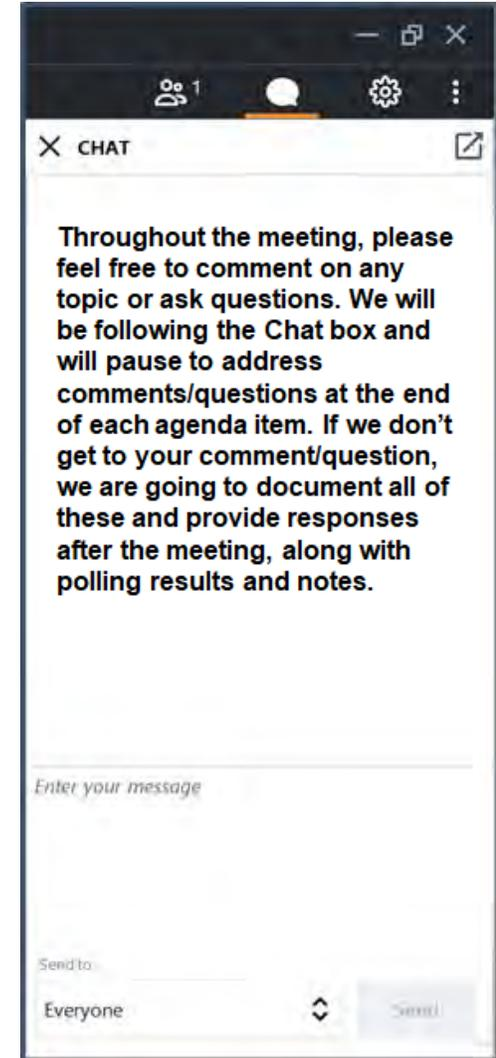 1
CHAT
Throughout the meeting, please
feel free to comment on any
topic or ask questions. We will
be following the Chat box and
will pause to address
comments/questions at the end
of each agenda item. If we don’t
get to your comment/question,
we are going to document all of
these and provide responses
after the meeting, along with
polling results and notes.
Enter your message
Send to
Everyone
Send